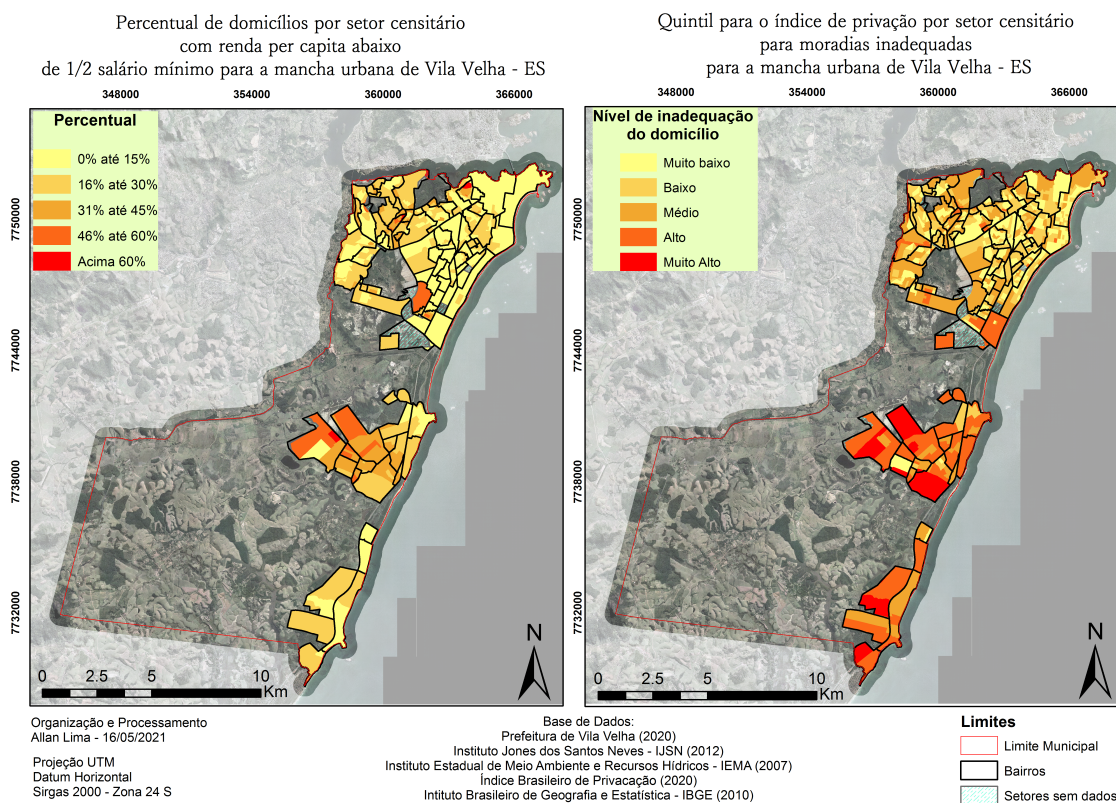 Percentual de domicílios por setor censitário
com renda per capita abaixo
de 1/2 salário mínimo para a mancha urbana de Vila Velha - ES
348000
354000
360000
366000
7750000
7744000
7738000
7732000
Percentual
0% até 15%
16% até 30%
31% até 45%
46% até 60%
Acima 60%
N
0 2.5 5 10
Km
Quintil para o índice de privação por setor censitário
para moradias inadequadas
para a mancha urbana de Vila Velha - ES
348000
354000
360000
366000
7750000
7744000
7738000
7732000
Nível de inadequação
do domicílio
Muito baixo
Baixo
Médio
Alto
Muito Alto
N
0 2.5 5 10
Km
Organização e Processamento
Allan Lima - 16/05/2021
Projeção UTM
Datum Horizontal
Sirgas 2000 - Zona 24 S
Base de Dados:
Prefeitura de Vila Velha (2020)
Instituto Jones dos Santos Neves - IJSN (2012)
Instituto Estadual de Meio Ambiente e Recursos Hídricos - IEMA (2007)
Índice Brasileiro de Privacação (2020)
Intituto Brasileiro de Geografia e Estatística - IBGE (2010)
Limites
Limite Municipal
Bairros
Setores sem dados